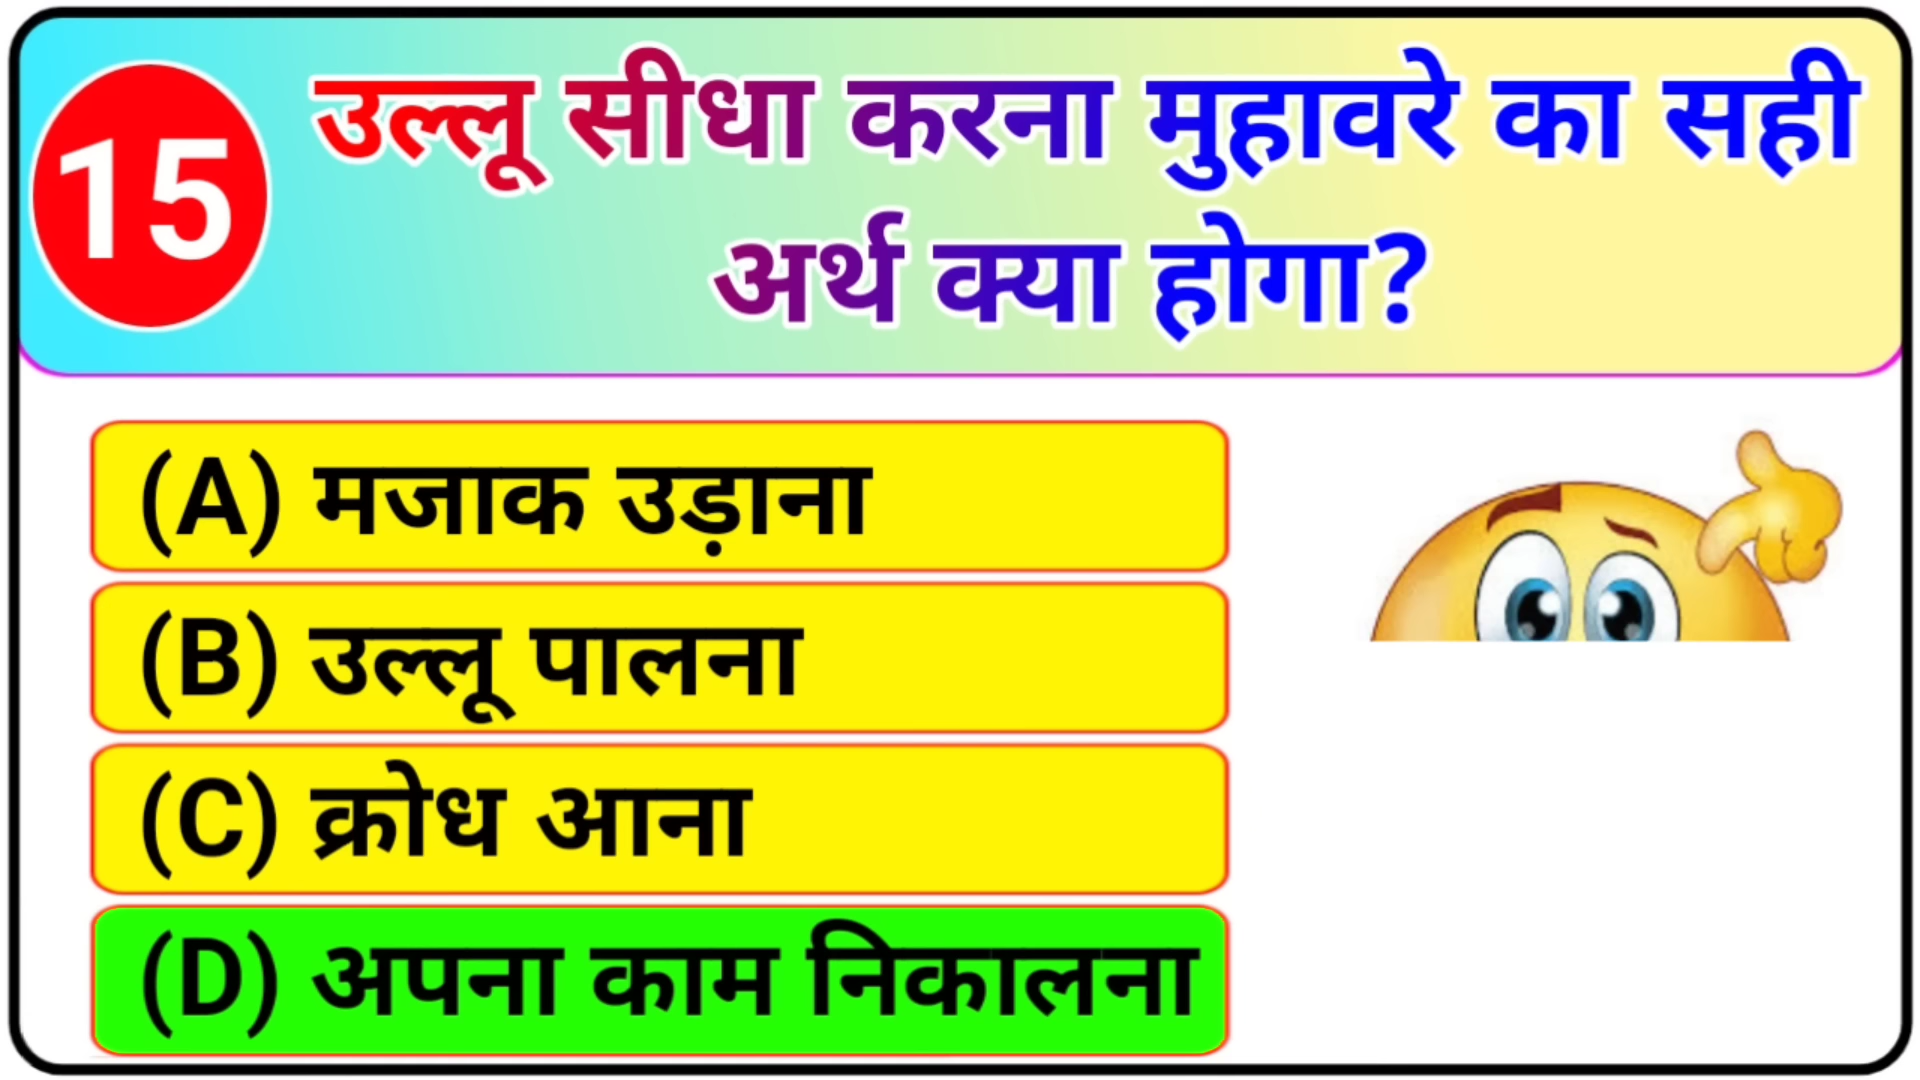 15
उल्लू सीधा करना मुहावरे का सही
अर्थ क्या होगा?
(A) मजाक उड़ाना
(B) उल्लू पालना
(C) क्रोध आना
(D) अपना काम निकालना